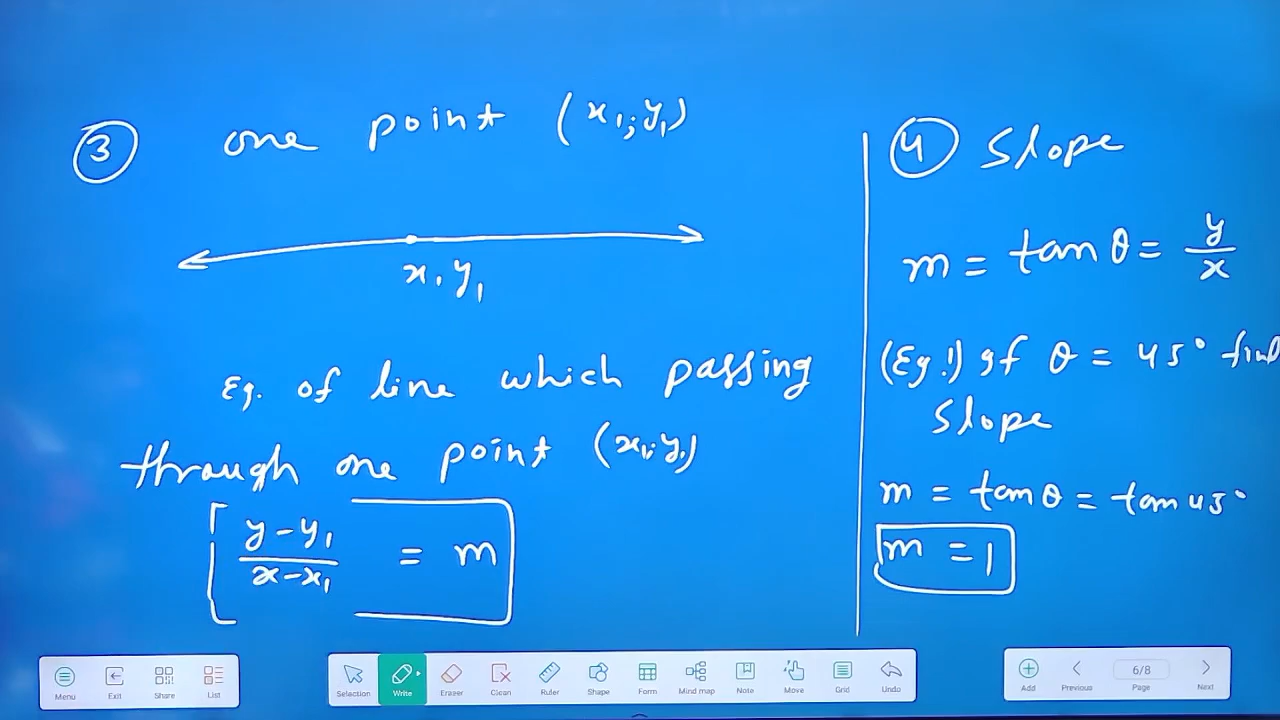 ③ one point (x₁, y₁)
x₁ y₁
Eq. of line which passing
through one point (x₁, y₁)
y-y₁/x-x₁ = m
④ Slope
m = tan θ = y/x
(Eg.1) If θ = 45° find
Slope
m = tan θ = tan 45°
m = 1
Menu
Exit
Share
List
Selection
Write
Eraser
Clean
Ruler
Shape
Form
Mind map
Note
Move
Grid
Undo
Add
Previous
6/8
Page
Next